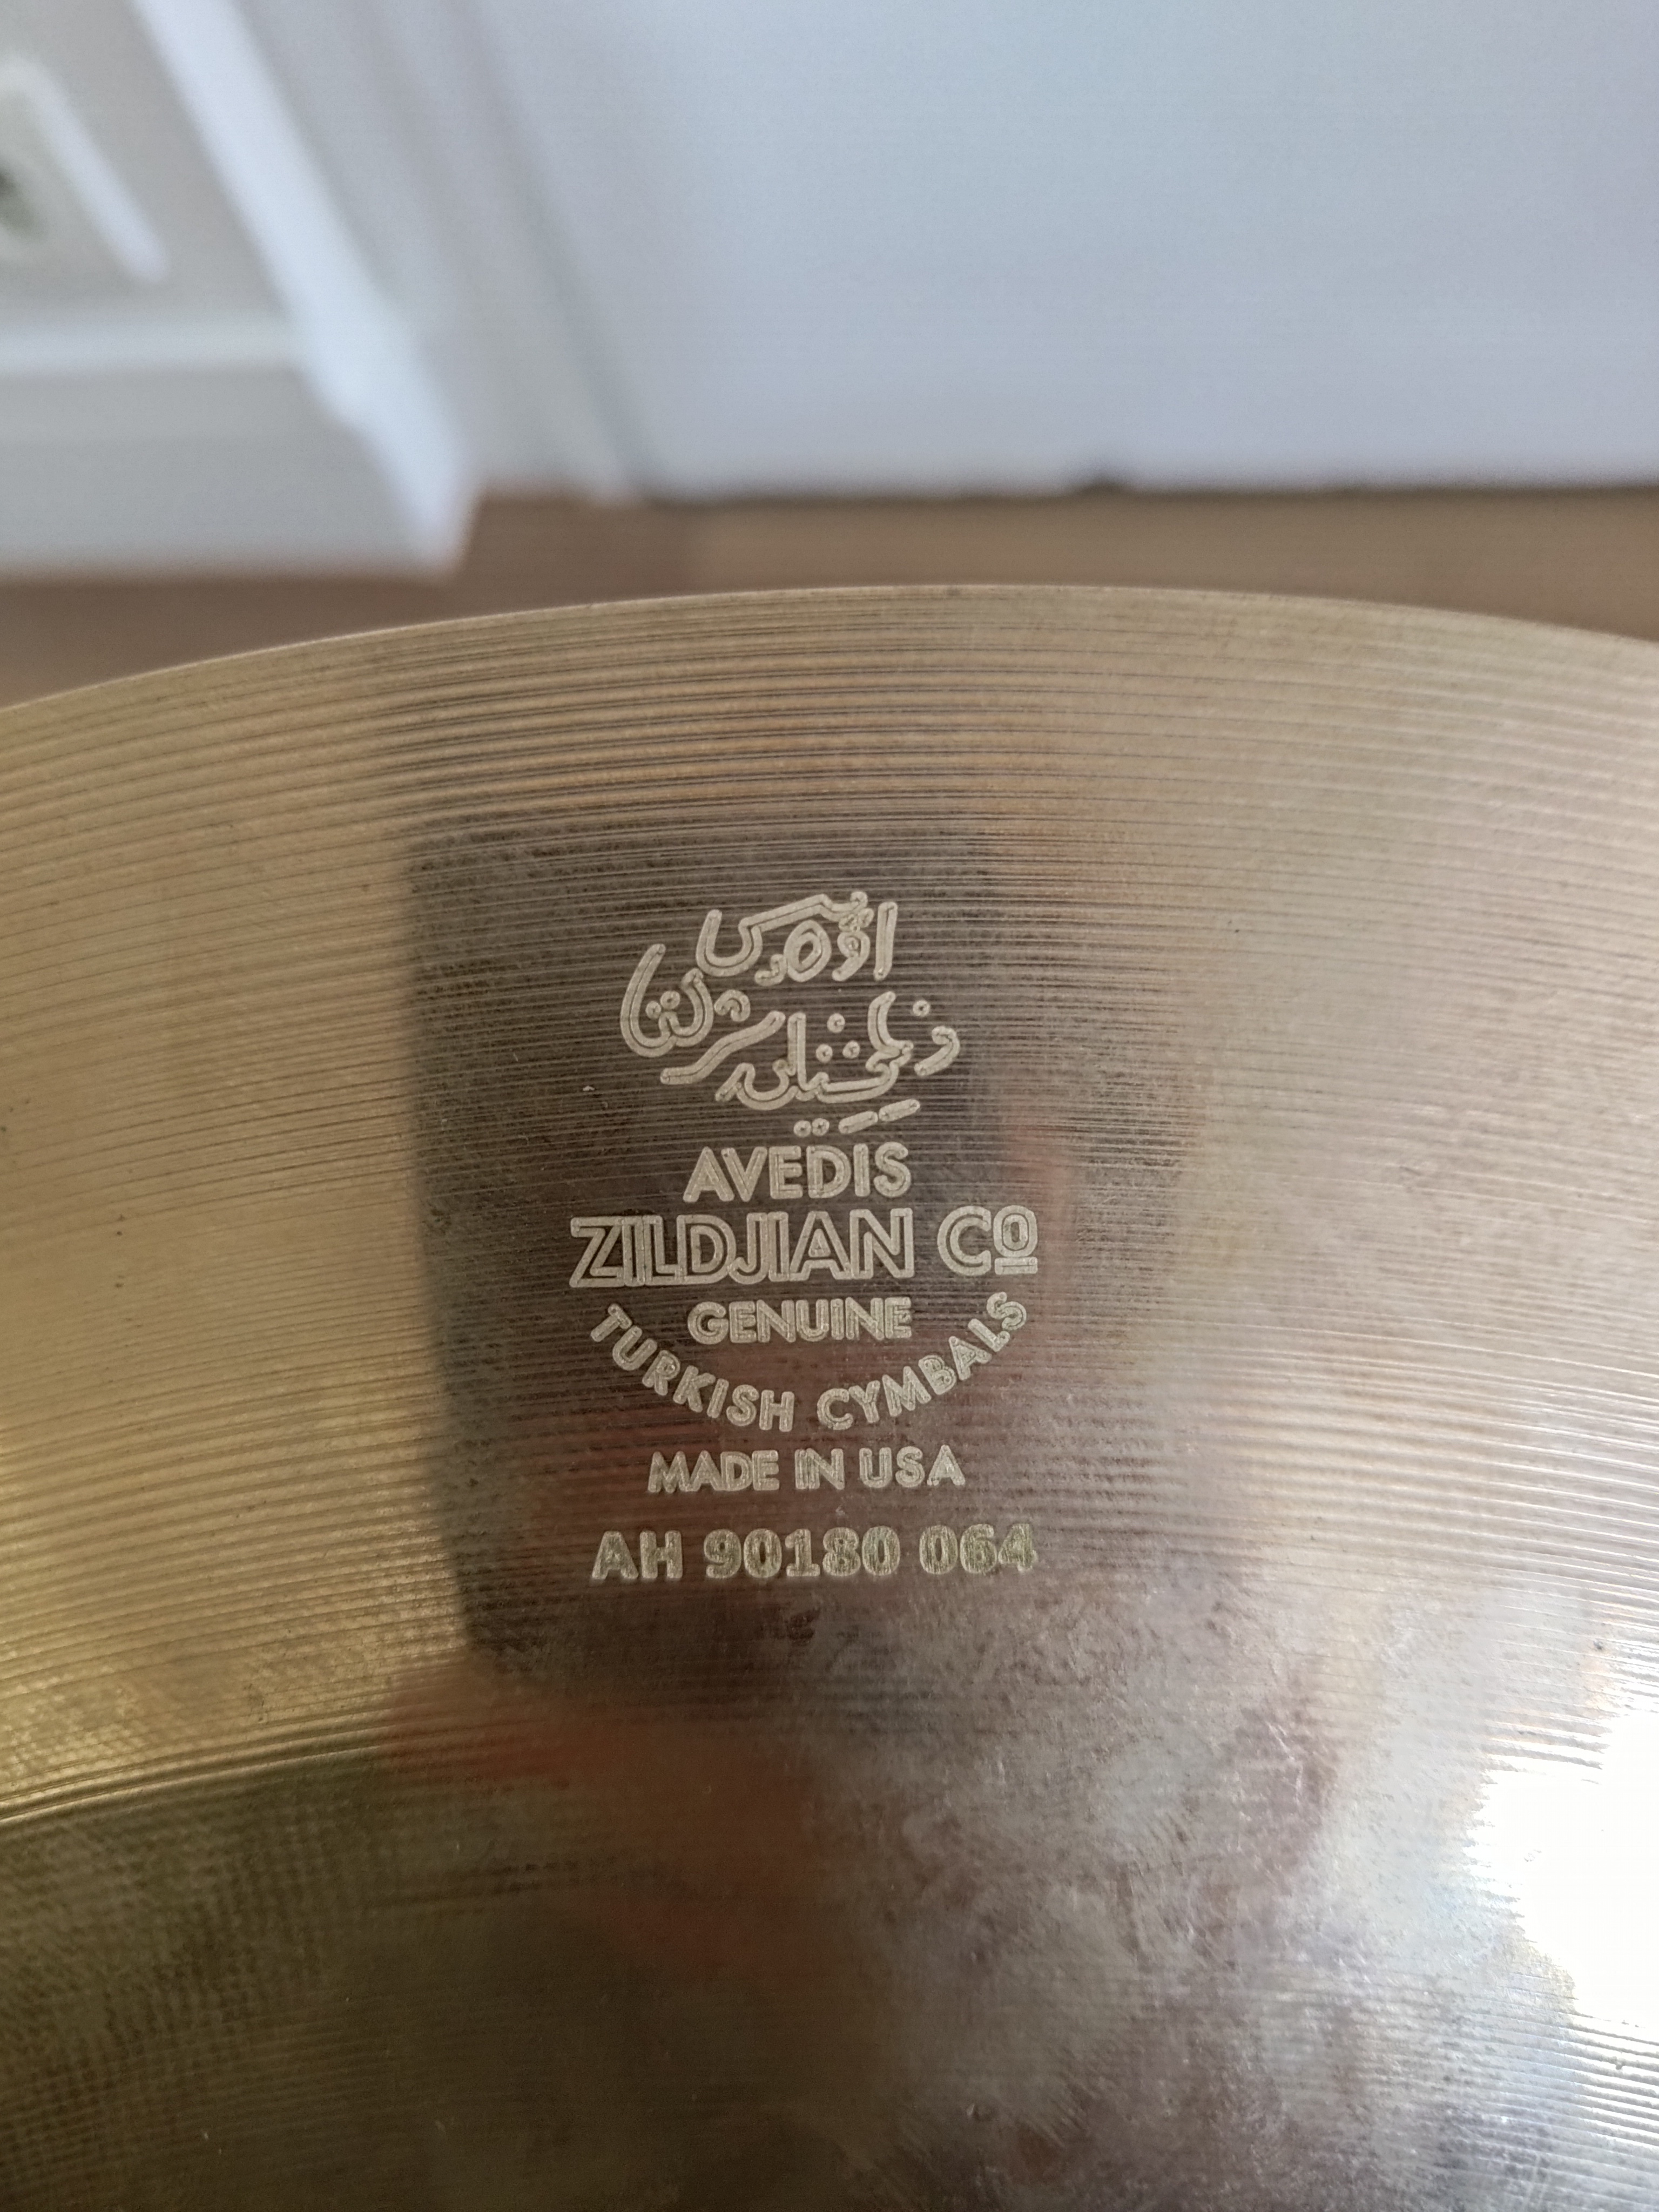 AVEDIS
ZILDJIAN Co
GENUINE
TURKISH CYMBALS
MADE IN USA
AH 90180 064